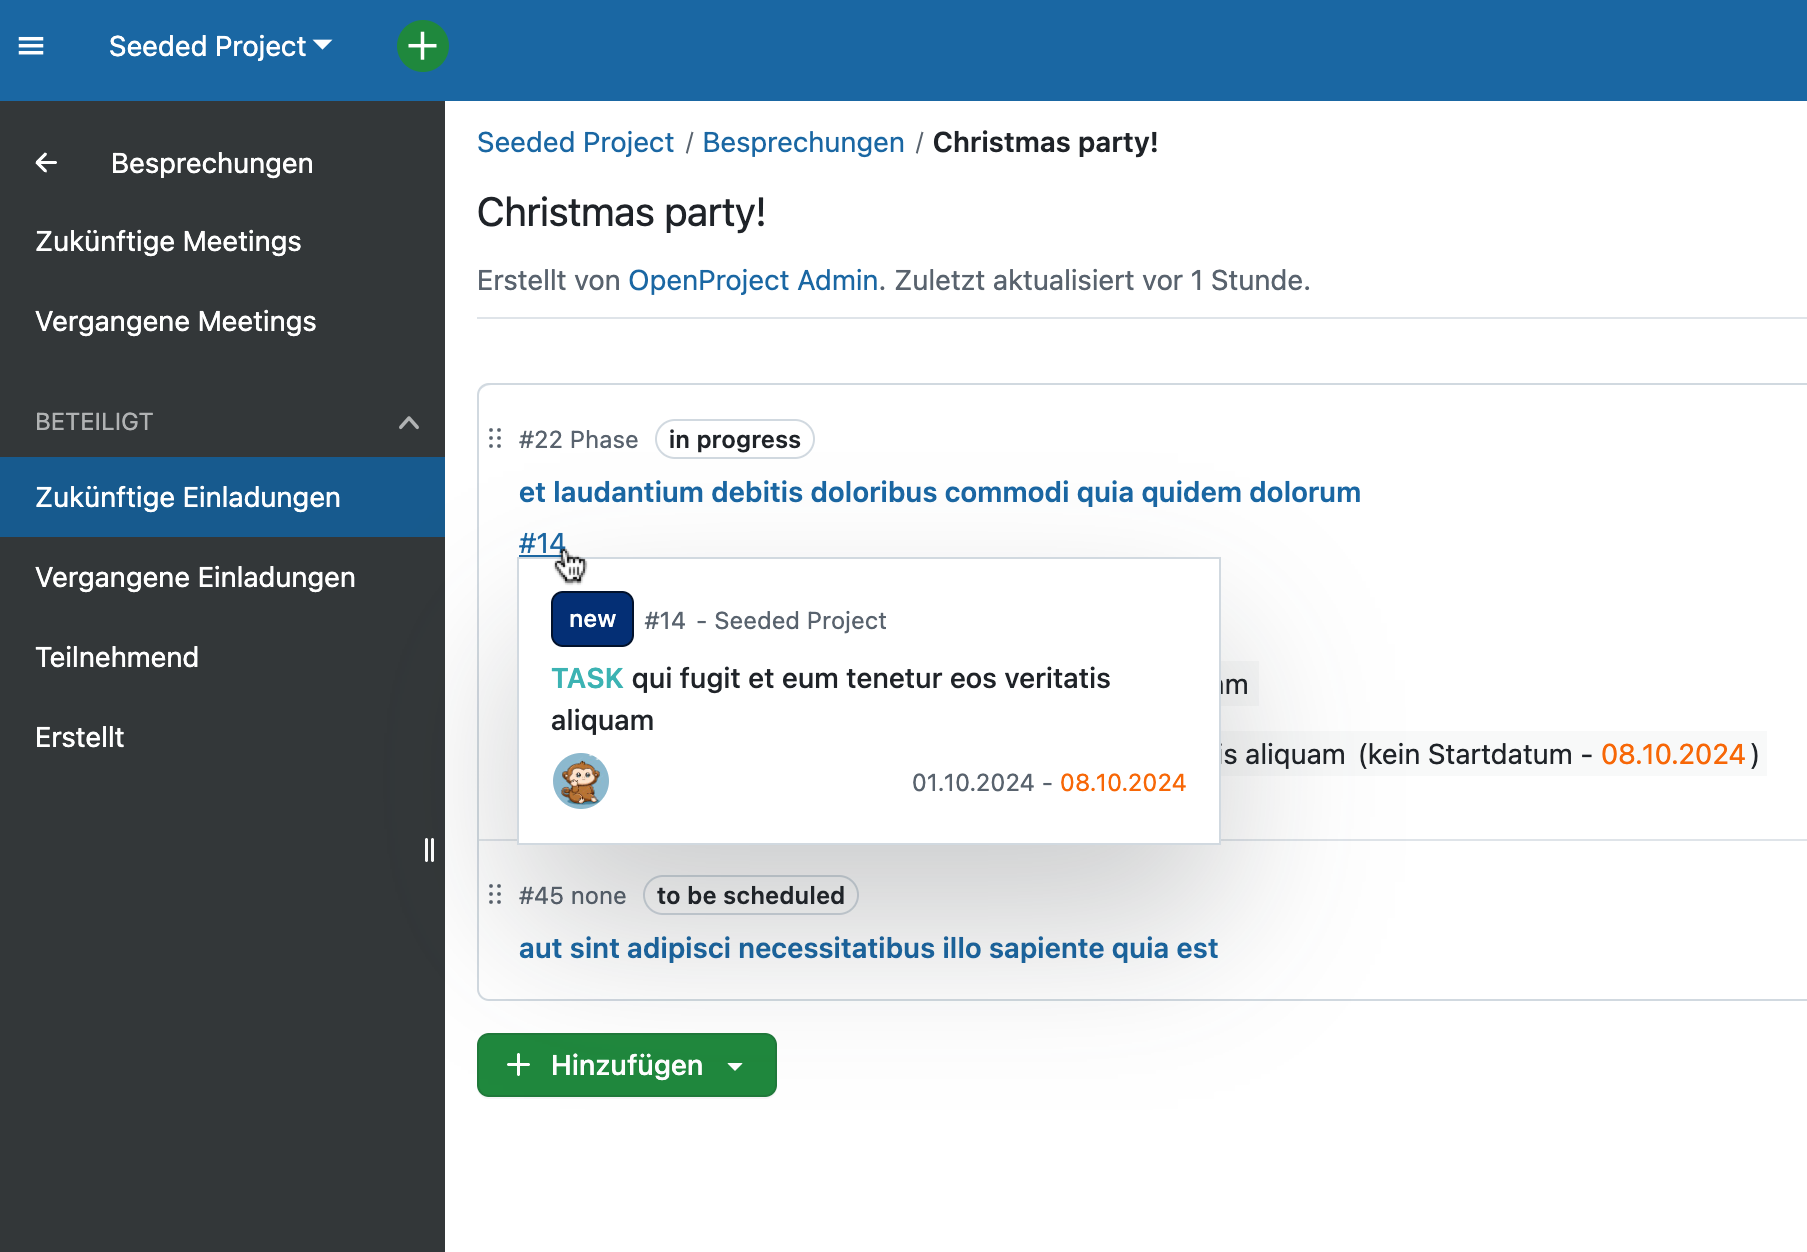 Seeded Project
Besprechungen
Zukünftige Meetings
Vergangene Meetings
BETEILIGT
Zukünftige Einladungen
Vergangene Einladungen
Teilnehmend
Erstellt
Seeded Project / Besprechungen / Christmas party!
Christmas party!
Erstellt von OpenProject Admin. Zuletzt aktualisiert vor 1 Stunde.
#22 Phase in progress
et laudantium debitis doloribus commodi quia quidem dolorum
#14
new #14 - Seeded Project
TASK qui fugit et eum tenetur eos veritatis
aliquam
01.10.2024 - 08.10.2024
aliquam (kein Startdatum - 08.10.2024)
#45 none to be scheduled
aut sint adipisci necessitatibus illo sapiente quia est
Hinzufügen